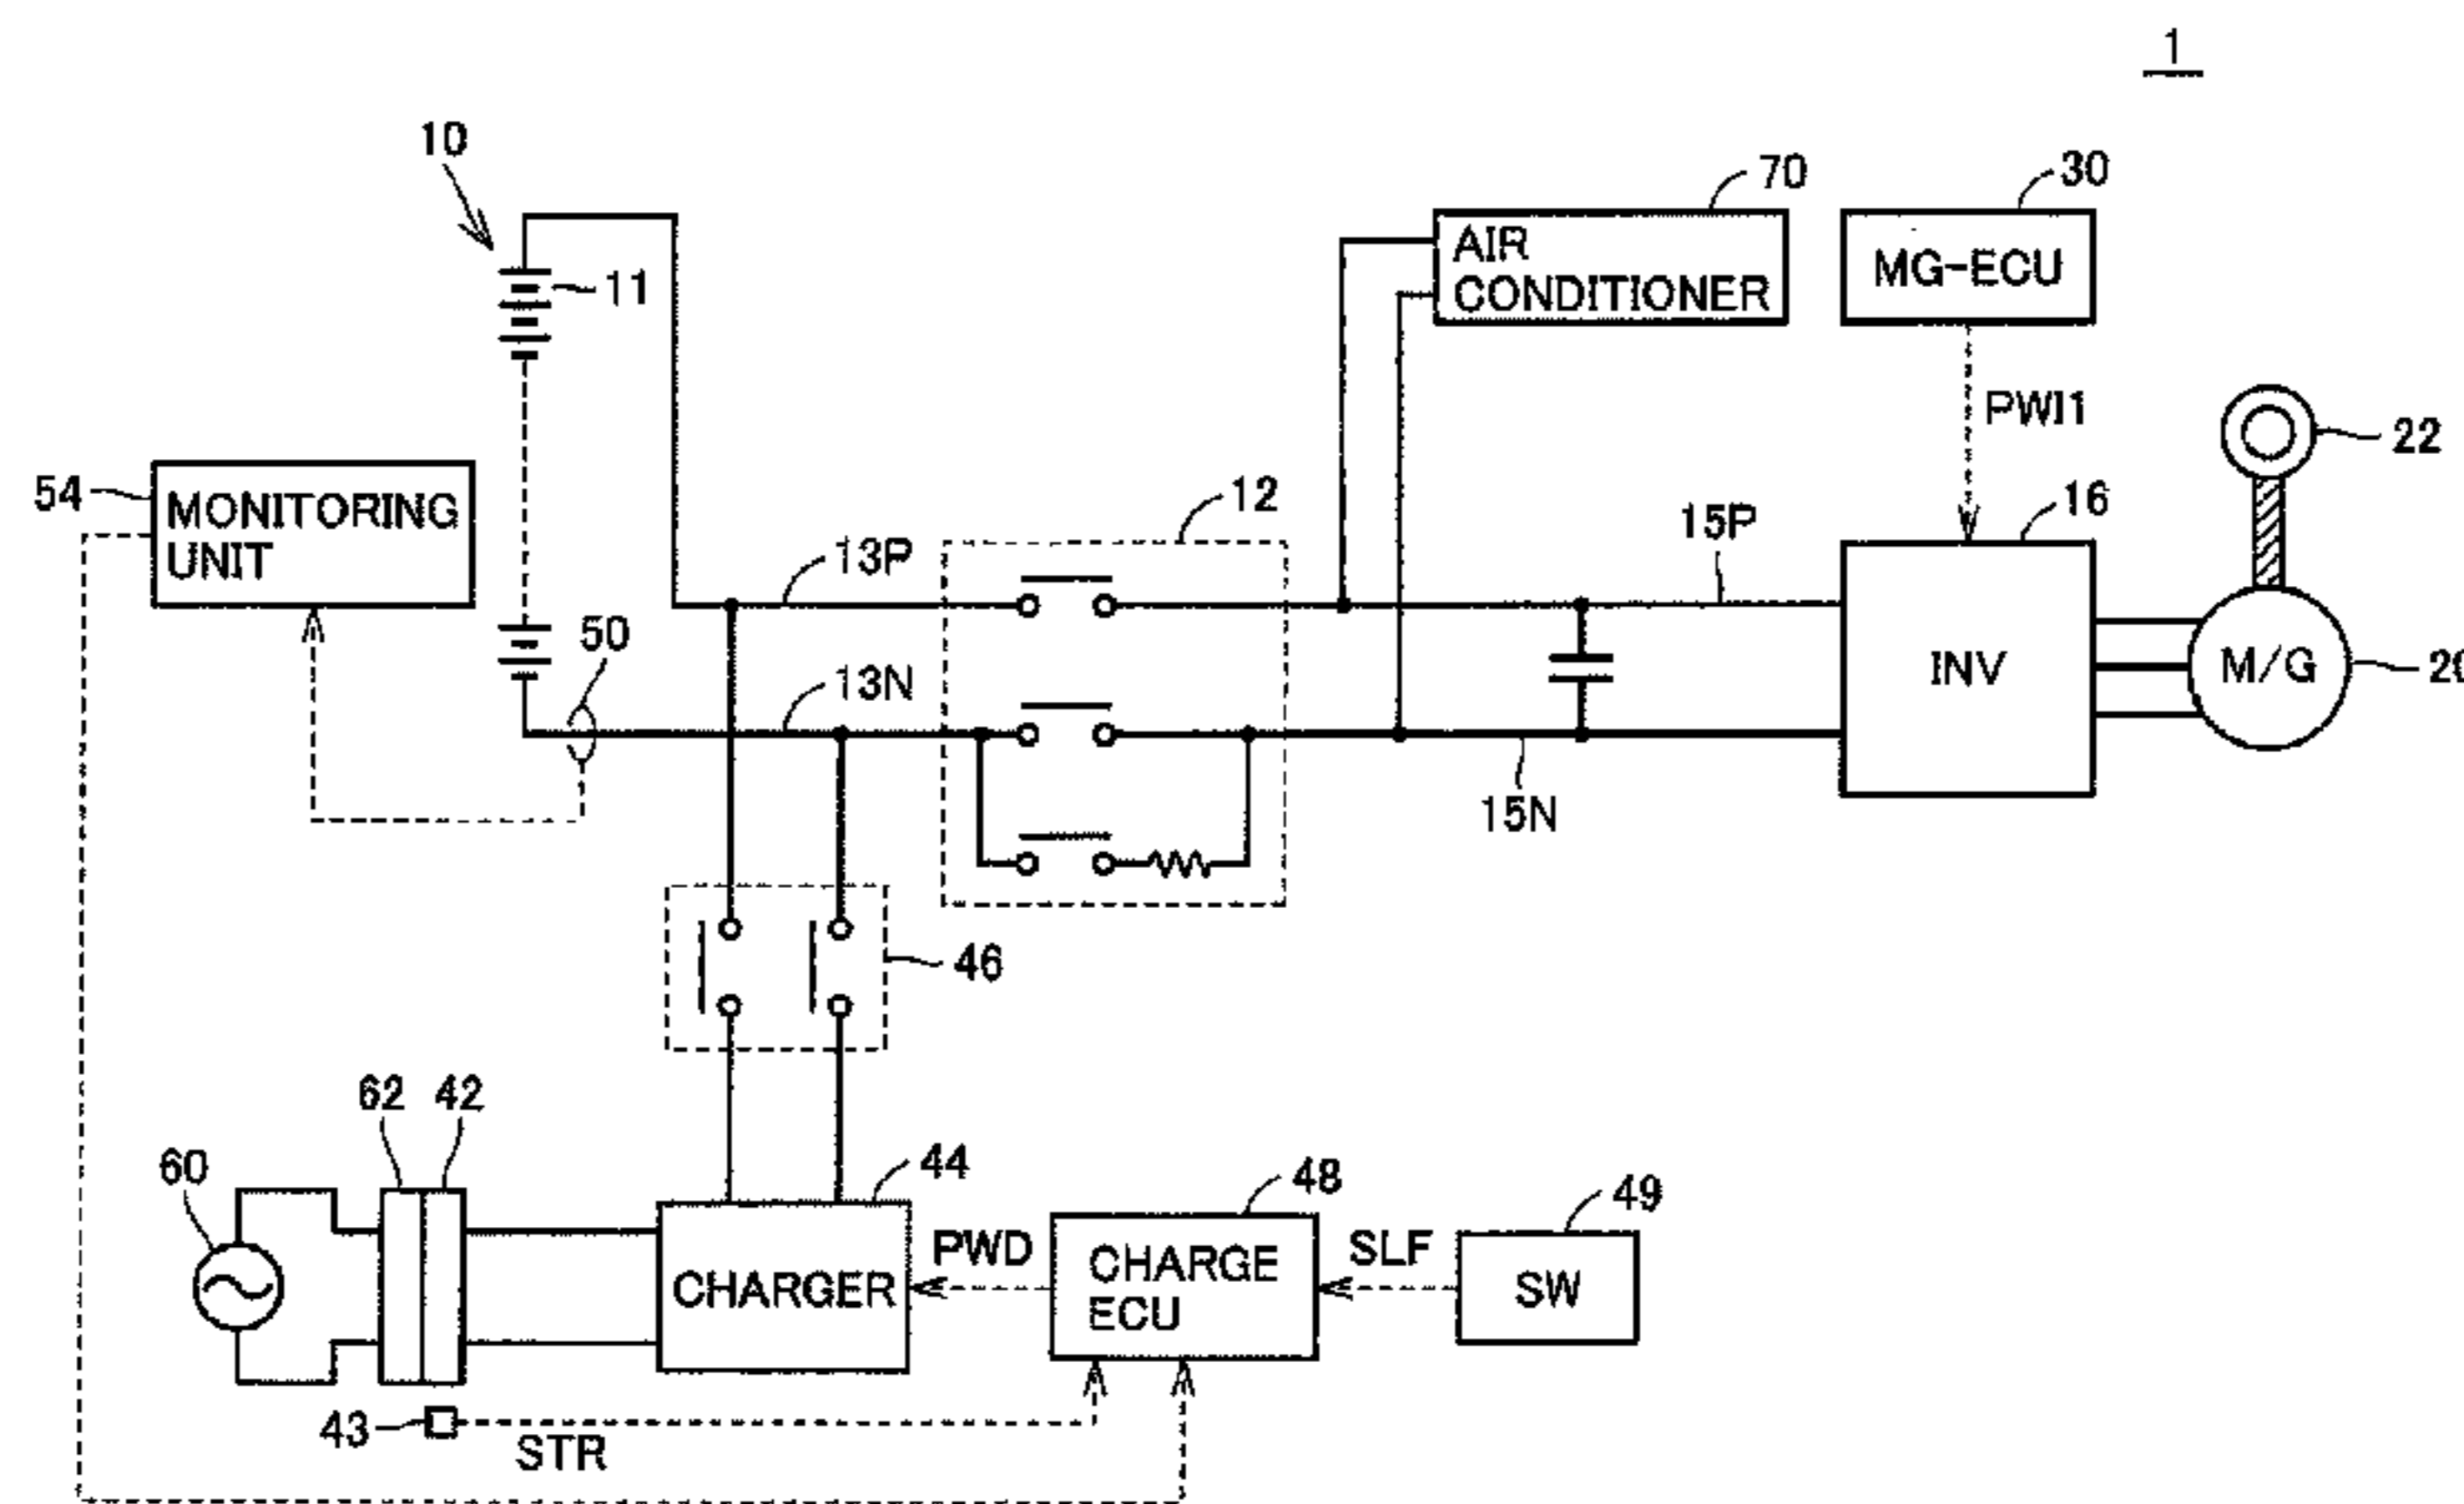 1
10
70
30
AIR
CONDITIONER
MG-ECU
11
PWI1
22
54
MONITORING
UNIT
12
15P
16
13P
50
13N
INV
M/G
15N
46
62
42
60
44
48
49
PWD
SLF
CHARGER
CHARGE
ECU
SW
43
STR